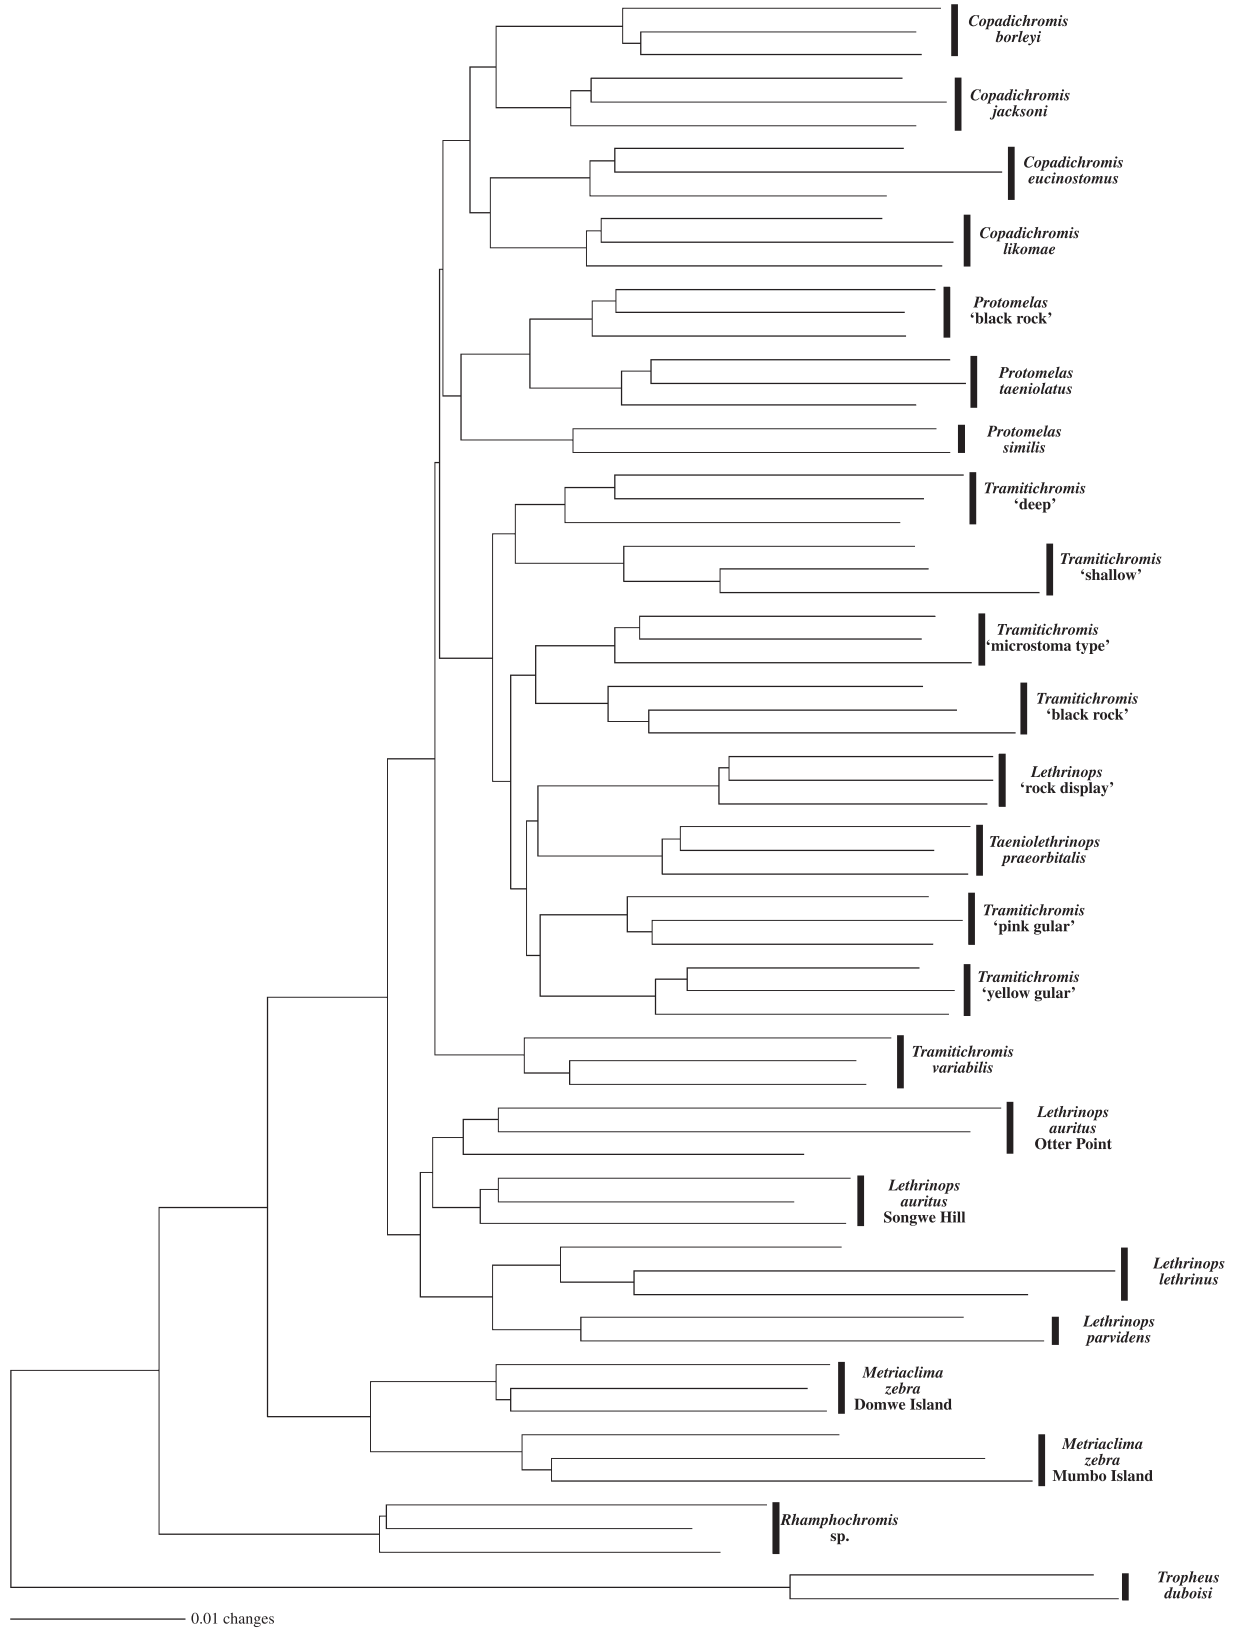 Copadichromis
borleyi
Copadichromis
jacksoni
Copadichromis
eucinostomus
Copadichromis
likomae
Protomelas
‘black rock’
Protomelas
taeniolatus
Protomelas
similis
Tramitichromis
‘deep’
Tramitichromis
‘shallow’
Tramitichromis
‘microstoma type’
Tramitichromis
‘black rock’
Lethrinops
‘rock display’
Taeniolethrinops
praeorbitalis
Tramitichromis
‘pink gular’
Tramitichromis
‘yellow gular’
Tramitichromis
variabilis
Lethrinops
auritus
Otter Point
Lethrinops
auritus
Songwe Hill
Lethrinops
lethrinus
Lethrinops
parvidens
Metriaclima
zebra
Domwe Island
Metriaclima
zebra
Mumbo Island
Rhamphochromis
sp.
Tropheus
duboisi
0.01 changes